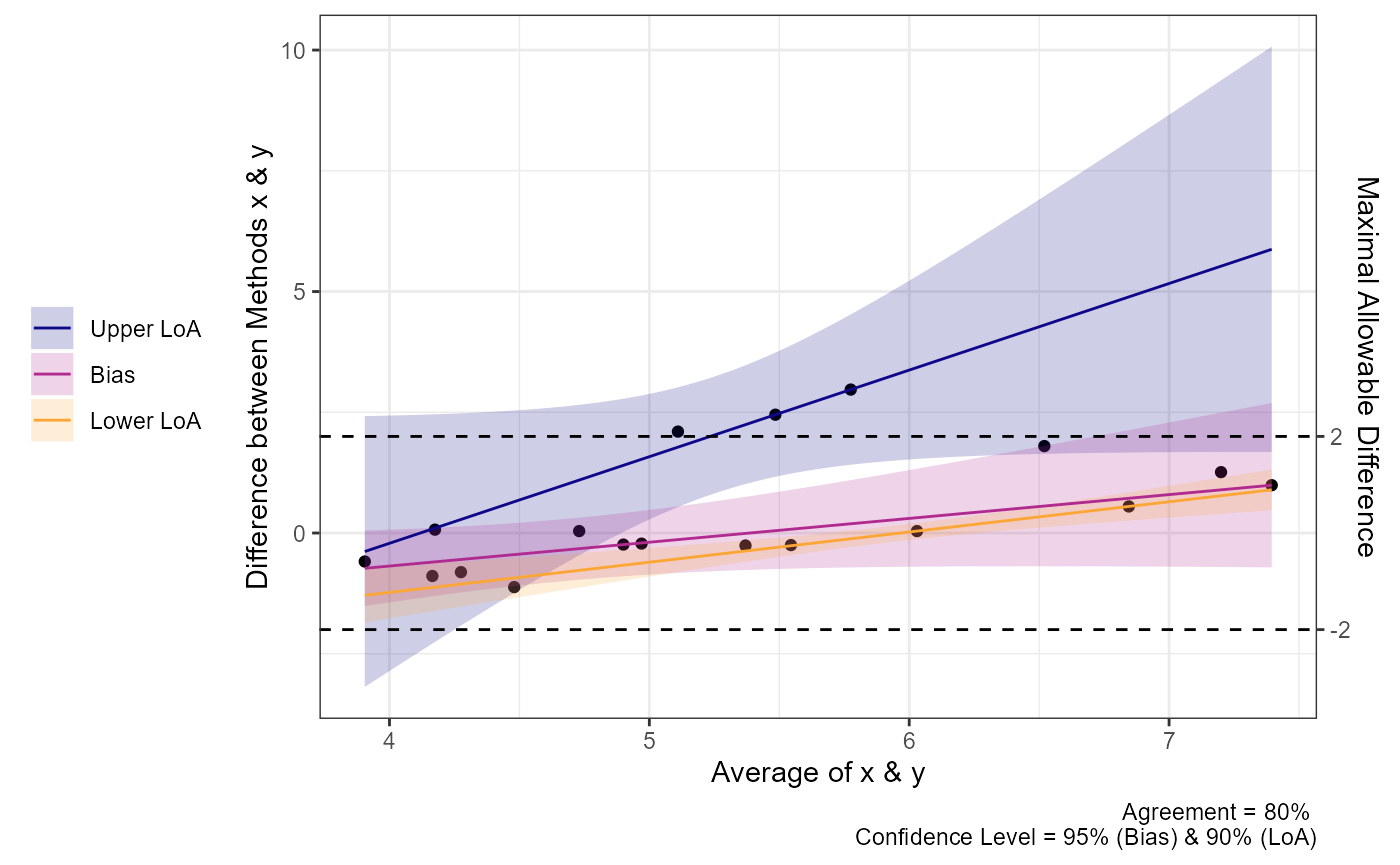 Upper LoA
Bias
Lower LoA
Difference between Methods x & y
10
5
0
2
-2
Maximal Allowable Difference
4
5
6
7
Average of x & y
Agreement = 80%
Confidence Level = 95% (Bias) & 90% (LoA)